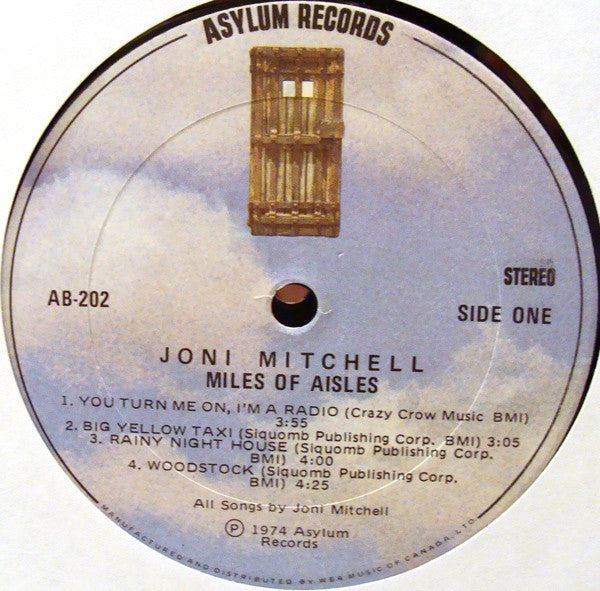 ASYLUM RECORDS
STEREO
AB-202
SIDE ONE
JONI MITCHELL
MILES OF AISLES
1. YOU TURN ME ON, I'M A RADIO (Crazy Crow Music BMI)
3:55
2. BIG YELLOW TAXI (Siquomb Publishing Corp. BMI) 3:05
3. RAINY NIGHT HOUSE (Siquomb Publishing Corp.
BMI) 4:00
4. WOODSTOCK (Siquomb Publishing Corp.
BMI) 4:25
All Songs by Joni Mitchell
℗ 1974 Asylum
Records
MANUFACTURED AND DISTRIBUTED BY WEA MUSIC OF CANADA, LTD.